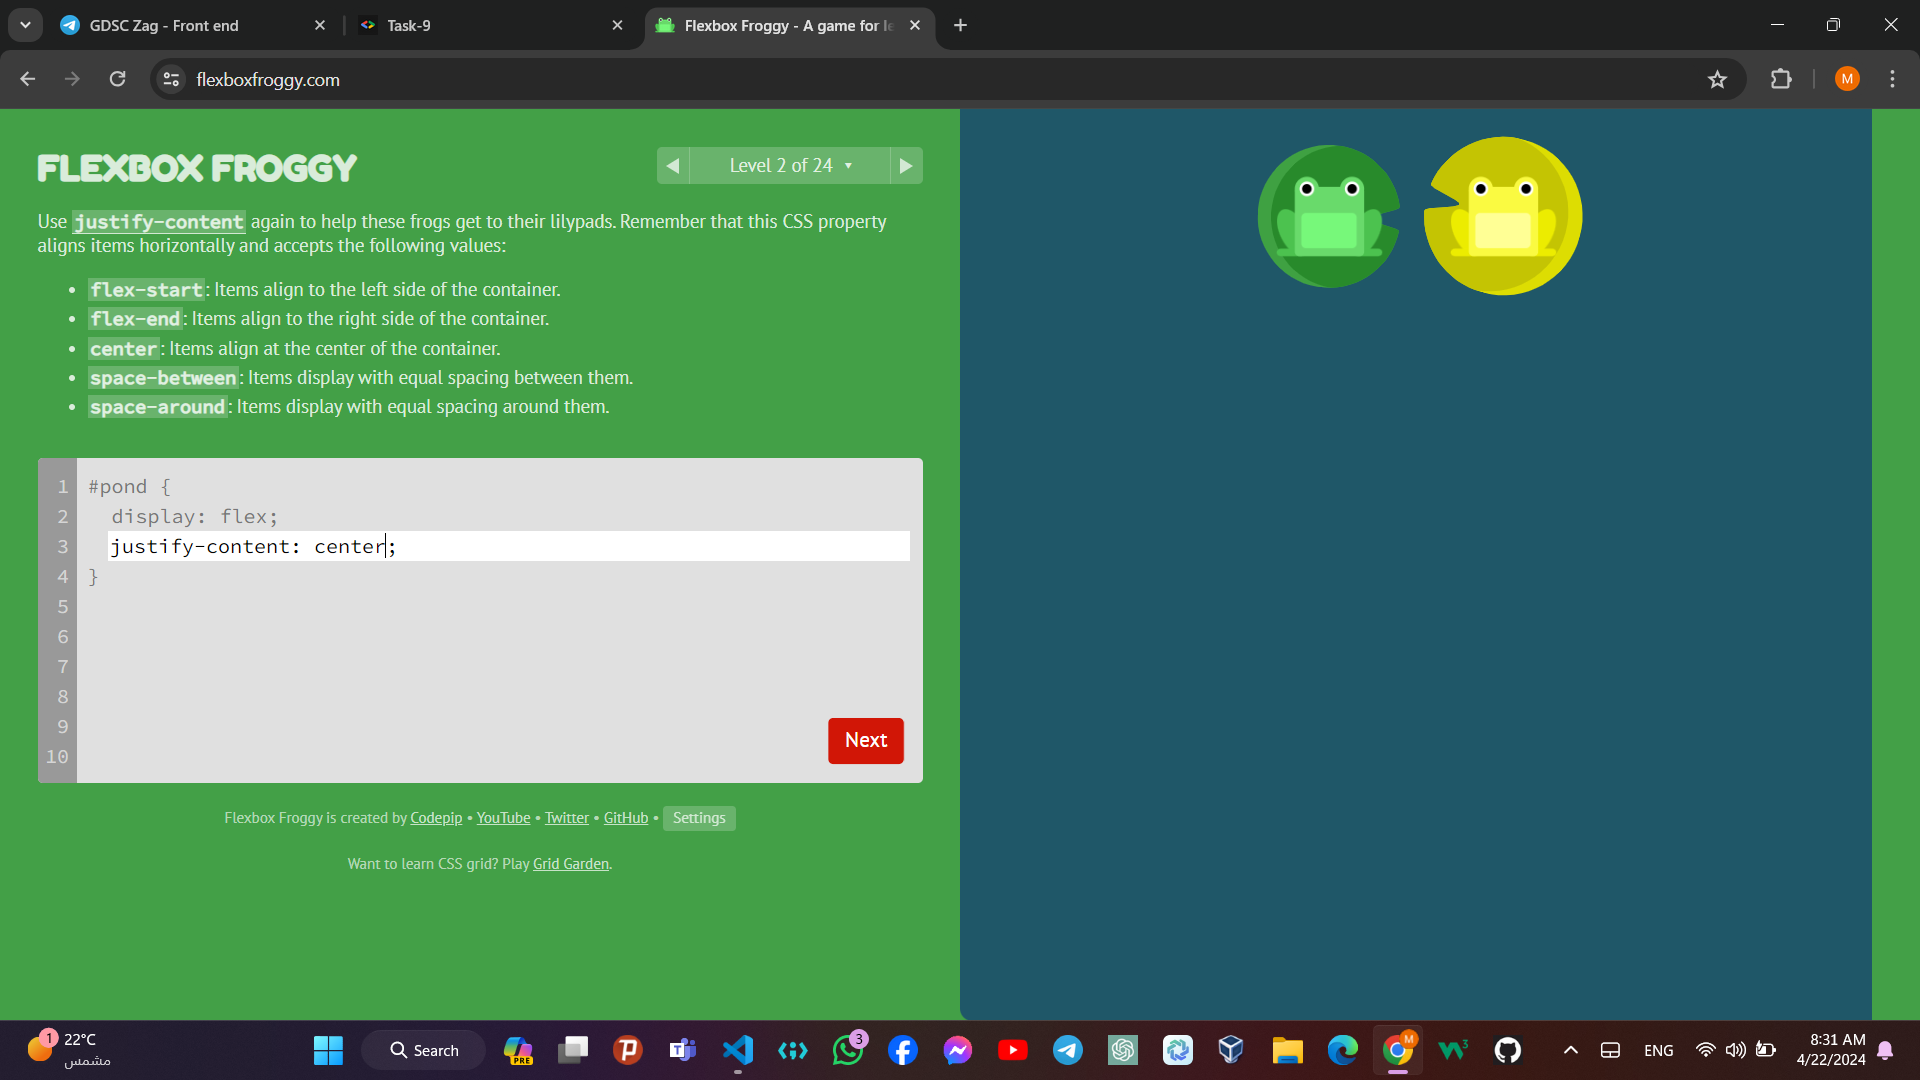 GDSC Zag - Front end
Task-9
Flexbox Froggy - A game for le
flexboxfroggy.com
M
FLEXBOX FROGGY
Level 2 of 24
Use justify-content again to help these frogs get to their lilypads. Remember that this CSS property
aligns items horizontally and accepts the following values:
• flex-start: Items align to the left side of the container.
• flex-end: Items align to the right side of the container.
• center: Items align at the center of the container.
• space-between: Items display with equal spacing between them.
• space-around: Items display with equal spacing around them.
1 #pond {
2 display: flex;
3 justify-content: center;
4 }
5
6
7
8
9
10
Next
Flexbox Froggy is created by Codepip • YouTube • Twitter • GitHub • Settings
Want to learn CSS grid? Play Grid Garden.
1
22°C
مشمس
Search
PRE
3
M
ENG
8:31 AM
4/22/2024